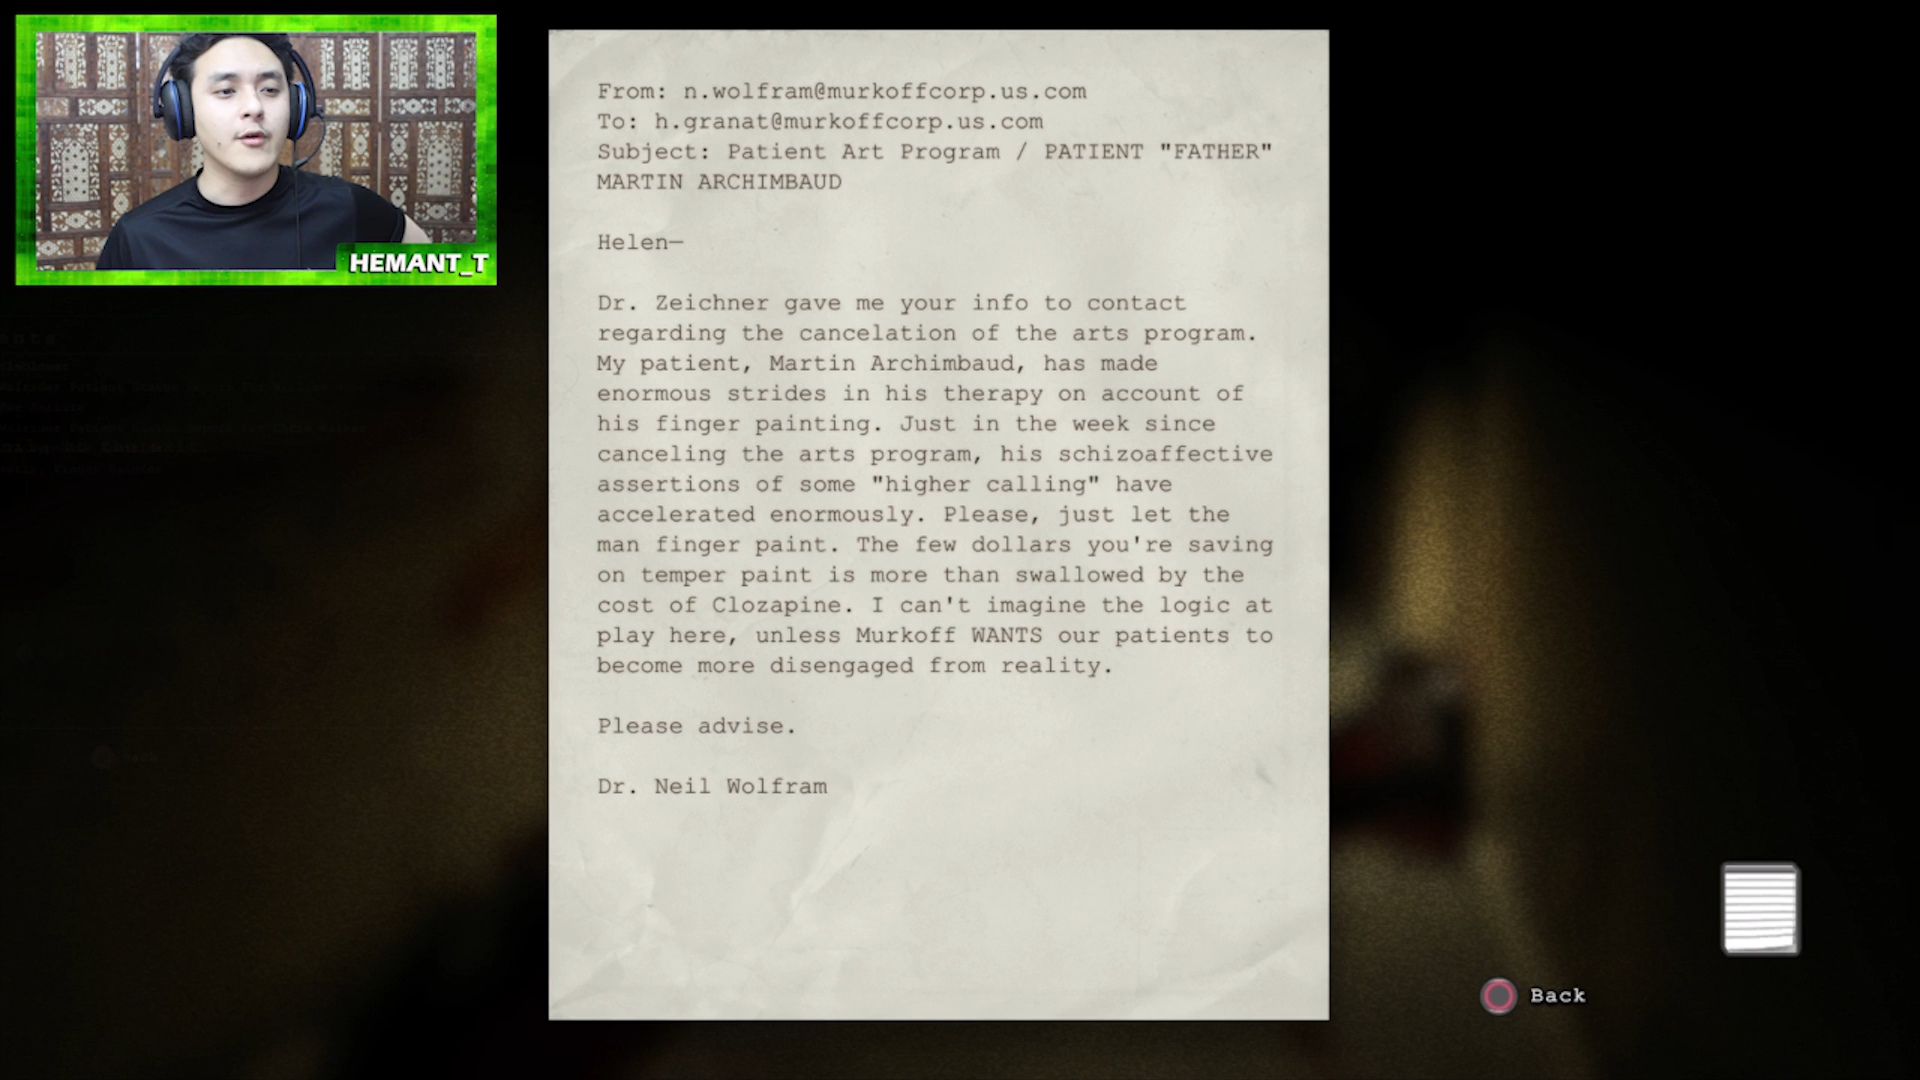 HEMANT_T
From: n.wolfram@murkoffcorp.us.com
To: h.granat@murkoffcorp.us.com
Subject: Patient Art Program / PATIENT "FATHER"
MARTIN ARCHIMBAUD
Helen—
Dr. Zeichner gave me your info to contact
regarding the cancelation of the arts program.
My patient, Martin Archimbaud, has made
enormous strides in his therapy on account of
his finger painting. Just in the week since
canceling the arts program, his schizoaffective
assertions of some "higher calling" have
accelerated enormously. Please, just let the
man finger paint. The few dollars you're saving
on temper paint is more than swallowed by the
cost of Clozapine. I can't imagine the logic at
play here, unless Murkoff WANTS our patients to
become more disengaged from reality.
Please advise.
Dr. Neil Wolfram
Back